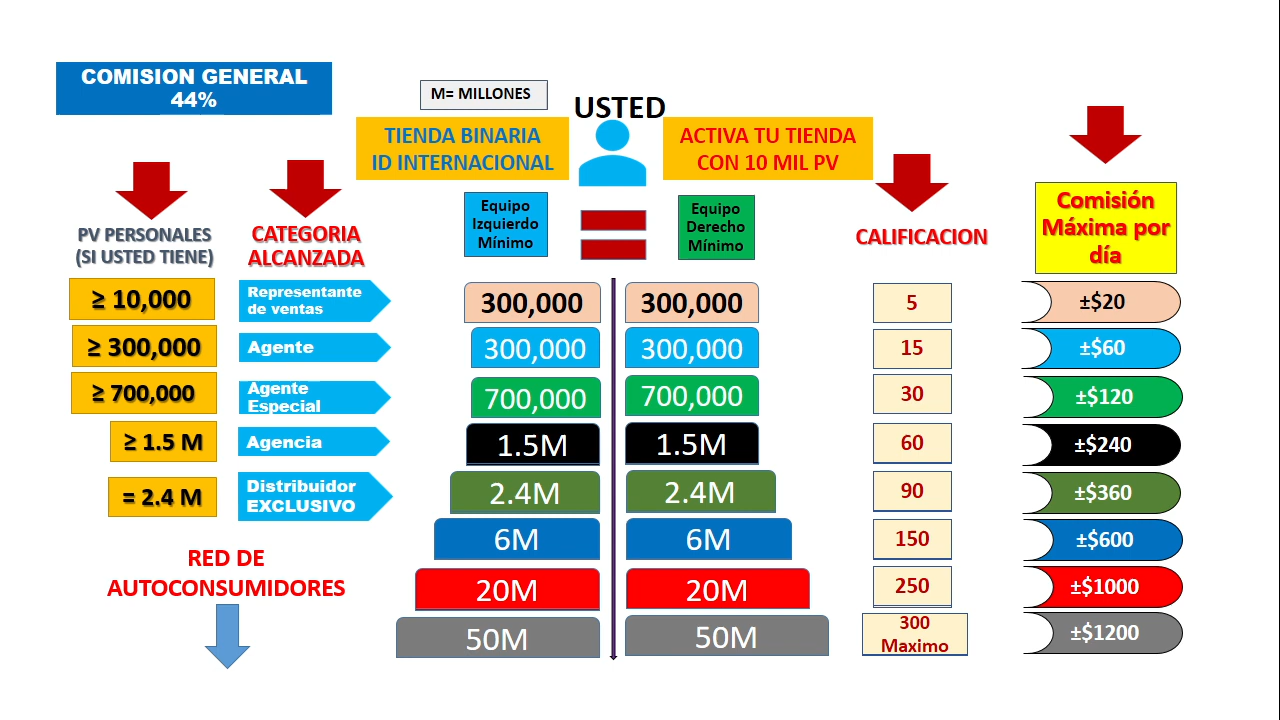 COMISION GENERAL
44%
M= MILLONES
USTED
TIENDA BINARIA
ID INTERNACIONAL
ACTIVA TU TIENDA
CON 10 MIL PV
PV PERSONALES
(SI USTED TIENE)
CATEGORIA
ALCANZADA
Equipo
Izquierdo
Mínimo
Equipo
Derecho
Mínimo
CALIFICACION
Comisión
Máxima por
día
≥ 10,000
Representante
de ventas
300,000
300,000
5
±$20
≥ 300,000
Agente
300,000
300,000
15
±$60
≥ 700,000
Agente
Especial
700,000
700,000
30
±$120
≥ 1.5 M
Agencia
1.5M
1.5M
60
±$240
= 2.4 M
Distribuidor
EXCLUSIVO
2.4M
2.4M
90
±$360
6M
6M
150
±$600
RED DE
AUTOCONSUMIDORES
20M
20M
250
±$1000
50M
50M
300
Maximo
±$1200